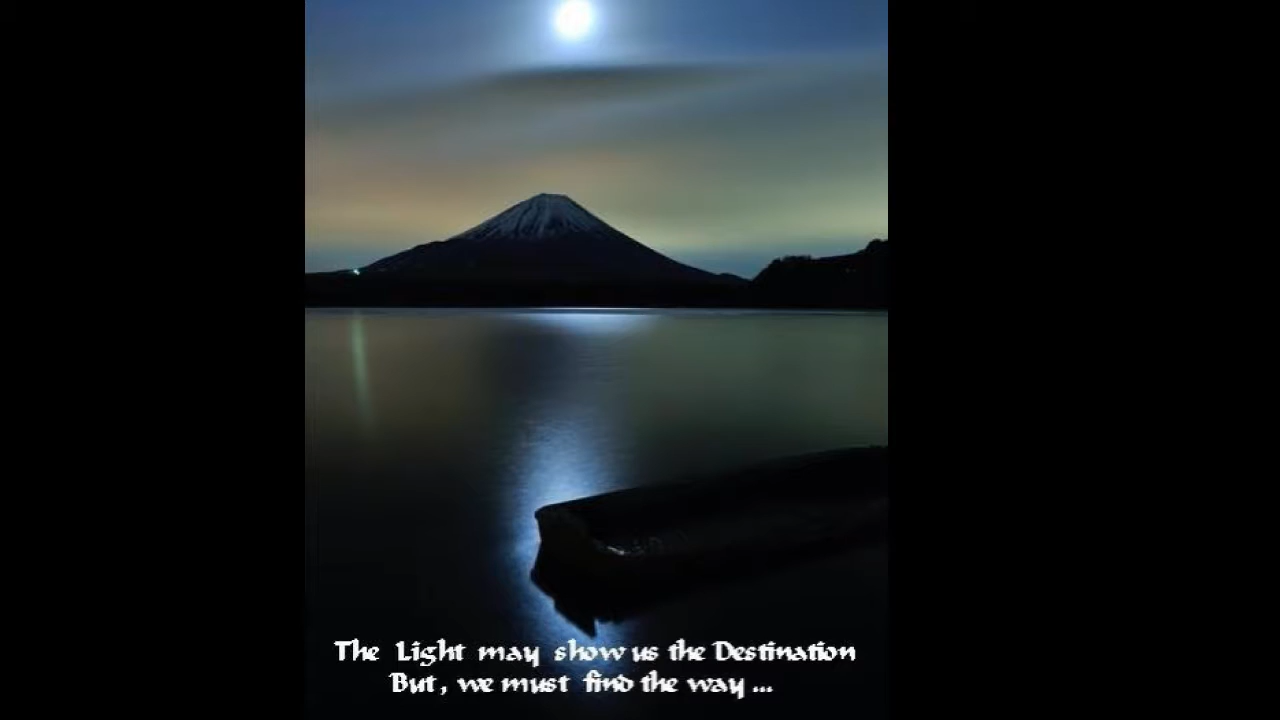 The Light may show us the Destination
But, we must find the way ...